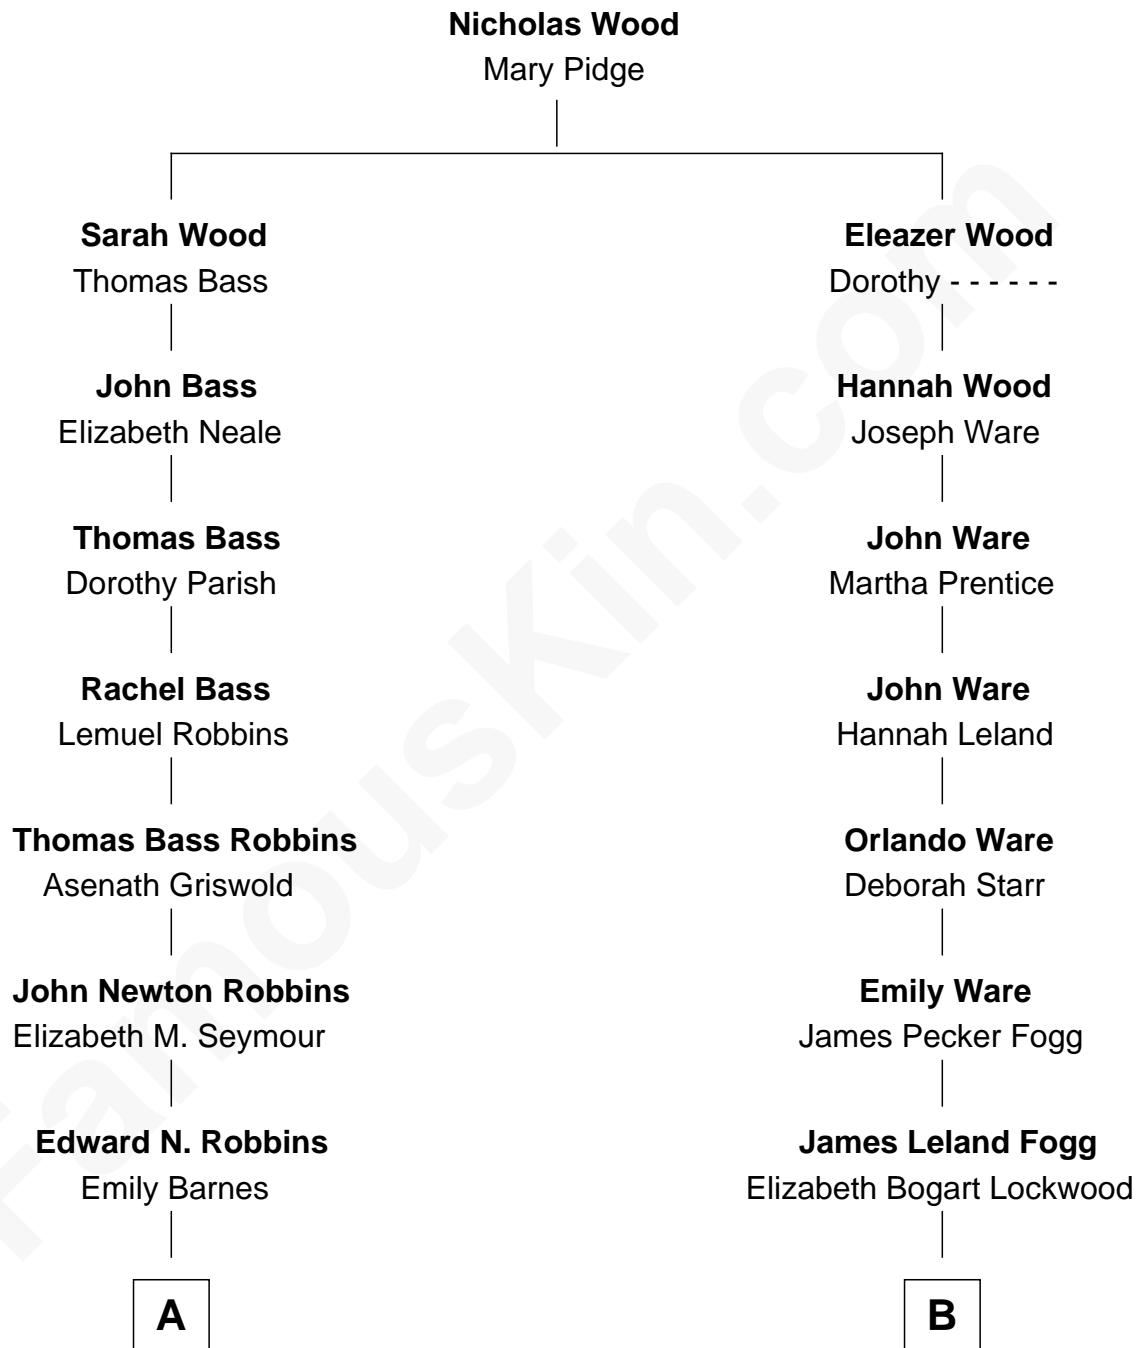 Nicholas Wood
Mary Pidge
Sarah Wood
Thomas Bass
Eleazer Wood
Dorothy - - - - - -
John Bass
Elizabeth Neale
Hannah Wood
Joseph Ware
Thomas Bass
Dorothy Parish
John Ware
Martha Prentice
Rachel Bass
Lemuel Robbins
John Ware
Hannah Leland
Thomas Bass Robbins
Asenath Griswold
Orlando Ware
Deborah Starr
John Newton Robbins
Elizabeth M. Seymour
Emily Ware
James Pecker Fogg
Edward N. Robbins
Emily Barnes
James Leland Fogg
Elizabeth Bogart Lockwood
A
B
FamousKin.com